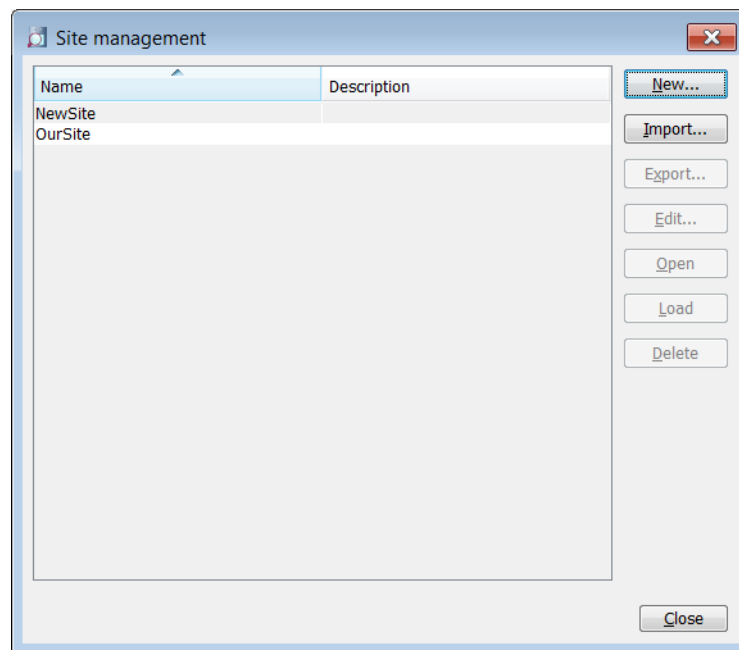 Site management
Name Description
NewSite
OurSite
New...
Import...
Export...
Edit...
Open
Load
Delete
Close